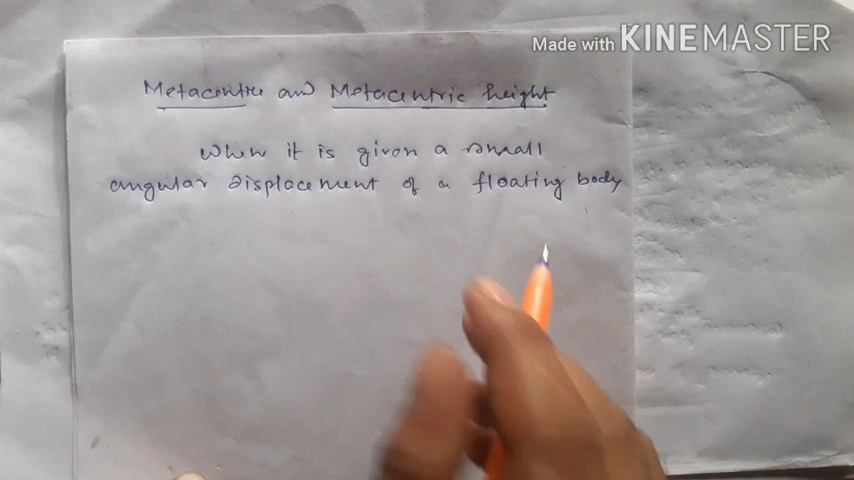 Made with KINEMASTER
Metacentre and Metacentric height
When it is given a small
angular displacement of a floating body